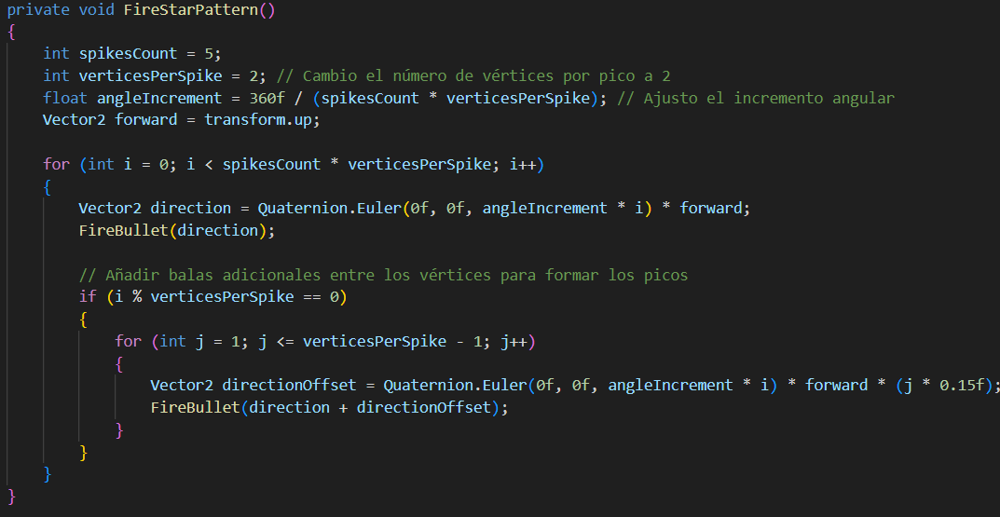 private void FireStarPattern()
{
    int spikesCount = 5;
    int verticesPerSpike = 2; // Cambio el número de vértices por pico a 2
    float angleIncrement = 360f / (spikesCount * verticesPerSpike); // Ajusto el incremento angular
    Vector2 forward = transform.up;

    for (int i = 0; i < spikesCount * verticesPerSpike; i++)
    {
        Vector2 direction = Quaternion.Euler(0f, 0f, angleIncrement * i) * forward;
        FireBullet(direction);

        // Añadir balas adicionales entre los vértices para formar los picos
        if (i % verticesPerSpike == 0)
        {
            for (int j = 1; j <= verticesPerSpike - 1; j++)
            {
                Vector2 directionOffset = Quaternion.Euler(0f, 0f, angleIncrement * i) * forward * (j * 0.15f);
                FireBullet(direction + directionOffset);
            }
        }
    }
}